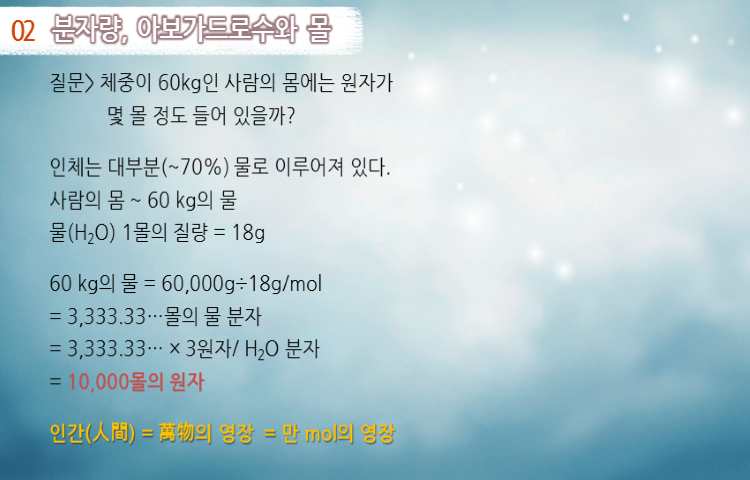 02 분자량, 아보가드로수와 몰
질문> 체중이 60kg인 사람의 몸에는 원자가
몇 몰 정도 들어 있을까?
인체는 대부분(~70%) 물로 이루어져 있다.
사람의 몸 ~ 60 kg의 물
물(H₂O) 1몰의 질량 = 18g
60 kg의 물 = 60,000g÷18g/mol
= 3,333.33…몰의 물 분자
= 3,333.33… × 3원자/ H₂O 분자
= 10,000몰의 원자
인간(人間) = 萬物의 영장 = 만 mol의 영장